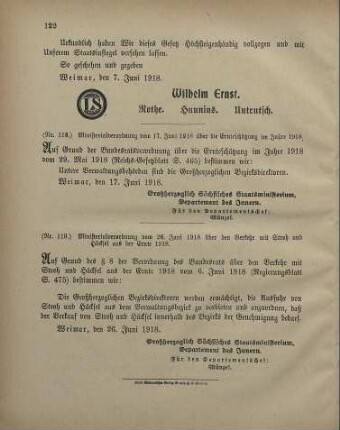 122
Urkundlich haben Wir dieses Gesetz Höchsteigenhändig vollzogen und mit
Unserem Staatsinsiegel versehen lassen.
So geschehen und gegeben
Weimar, den 7. Juni 1918.
LS
Wilhelm Ernst.
Rothe. Hunnius. Unteutsch.
(Nr. 118.) Ministerialverordnung vom 17. Juni 1918 über die Ernteschätzung im Jahre 1918.
Auf Grund der Bundesratsverordnung über die Ernteschätzung im Jahre 1918
vom 29. Mai 1918 (Reichs-Gesetzblatt S. 465) bestimmen wir:
Untere Verwaltungsbehörden sind die Großherzoglichen Bezirksdirektoren.
Weimar, den 17. Juni 1918.
Großherzoglich Sächsisches Staatsministerium,
Departement des Innern.
Für den Departementschef:
Münzel.
(Nr. 119.) Ministerialverordnung vom 26. Juni 1918 über den Verkehr mit Stroh und
Häcksel aus der Ernte 1918.
Auf Grund des § 8 der Verordnung des Bundesrats über den Verkehr mit
Stroh und Häcksel aus der Ernte 1918 vom 6. Juni 1918 (Regierungsblatt
S. 475) bestimmen wir:
Die Großherzoglichen Bezirksdirektoren werden ermächtigt, die Ausfuhr von
Stroh und Häcksel aus dem Verwaltungsbezirk zu verbieten und anzuordnen, daß
der Verkauf von Stroh und Häcksel innerhalb des Bezirks der Genehmigung bedarf.
Weimar, den 26. Juni 1918.
Großherzoglich Sächsisches Staatsministerium,
Departement des Innern.
Für den Departementschef:
Münzel.